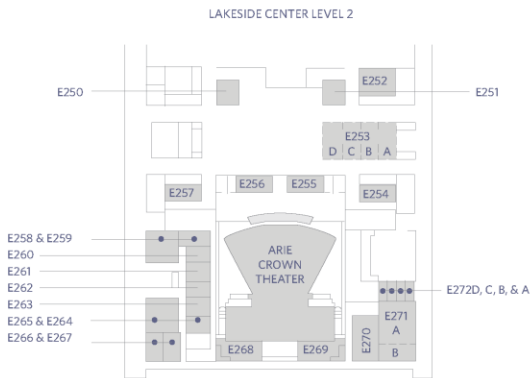 LAKESIDE CENTER LEVEL 2
E250
E251
E252
E253
D C B A
E256
E255
E257
E254
E258 & E259
E260
E261
E262
E263
E265 & E264
E266 & E267
ARIE
CROWN
THEATER
E272D, C, B, & A
E271
A
B
E270
E268
E269